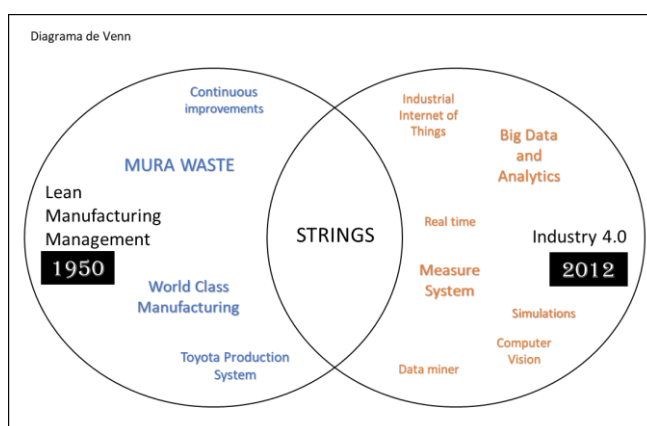 Diagrama de Venn
Continuous
improvements
MURA WASTE
Lean
Manufacturing
Management
1950
World Class
Manufacturing
Toyota Production
System
STRINGS
Industrial
Internet of
Things
Big Data
and
Analytics
Real time
Industry 4.0
2012
Measure
System
Simulations
Computer
Vision
Data miner